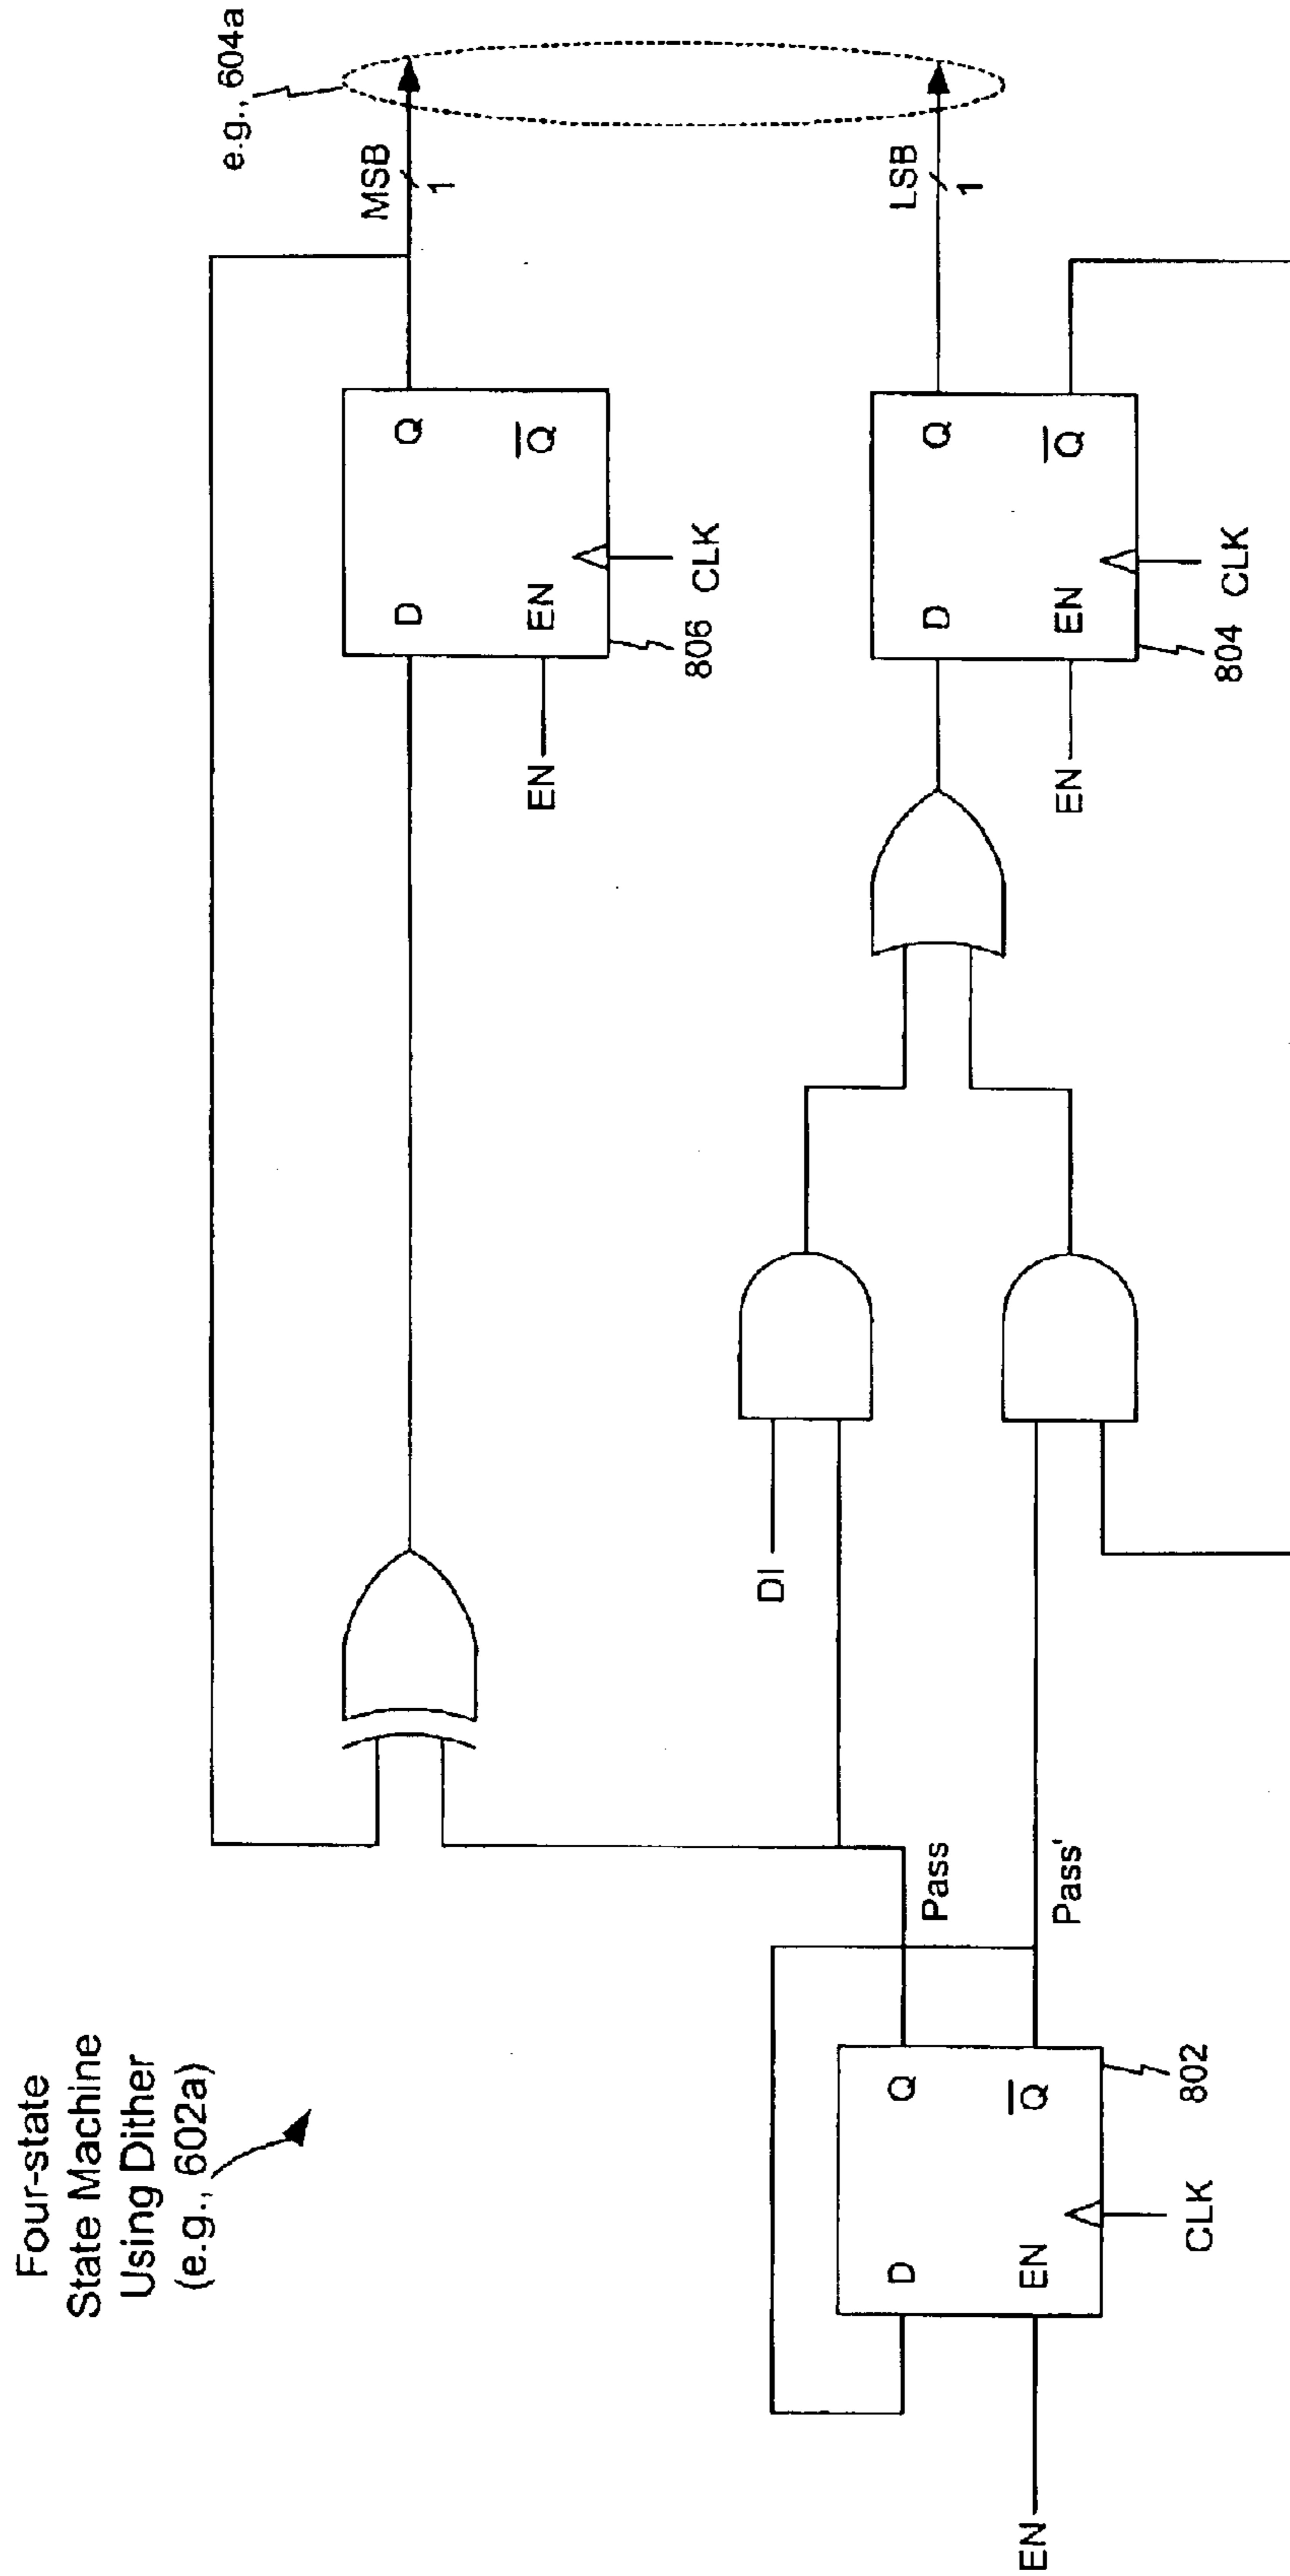 Four-state
State Machine
Using Dither
(e.g., 602a)
e.g., 604a
MSB
1
D
Q
EN
EN
Q
806
CLK
DI
LSB
1
D
Q
EN
EN
Q
804
CLK
Pass
Pass'
D
Q
EN
EN
Q
CLK
802